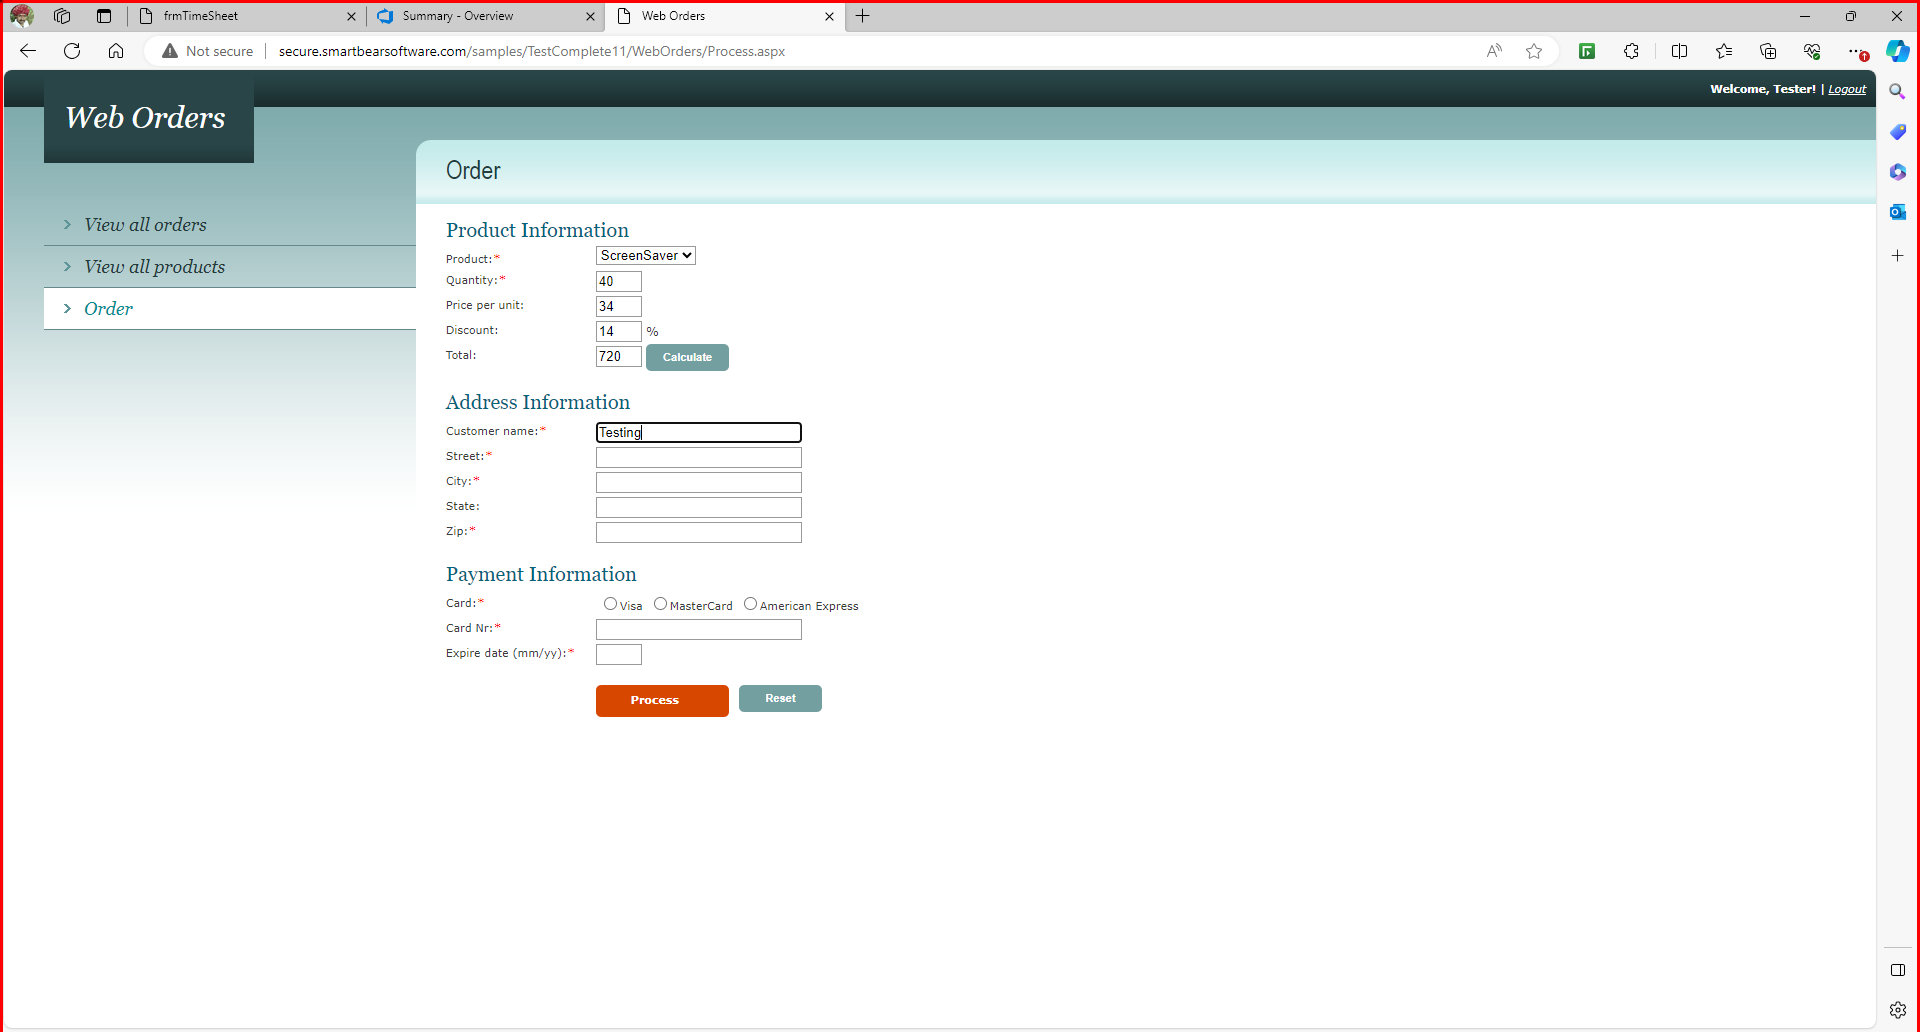 frmTimeSheet
Summary - Overview
Web Orders
Not secure
secure.smartbearsoftware.com/samples/TestComplete11/WebOrders/Process.aspx
Welcome, Tester! | Logout
Web Orders
View all orders
View all products
Order
Order
Product Information
Product:* ScreenSaver
Quantity:* 40
Price per unit: 34
Discount: 14 %
Total: 720 Calculate
Address Information
Customer name:* Testing
Street:*
City:*
State:
Zip:*
Payment Information
Card:* Visa MasterCard American Express
Card Nr:*
Expire date (mm/yy):*
Process Reset